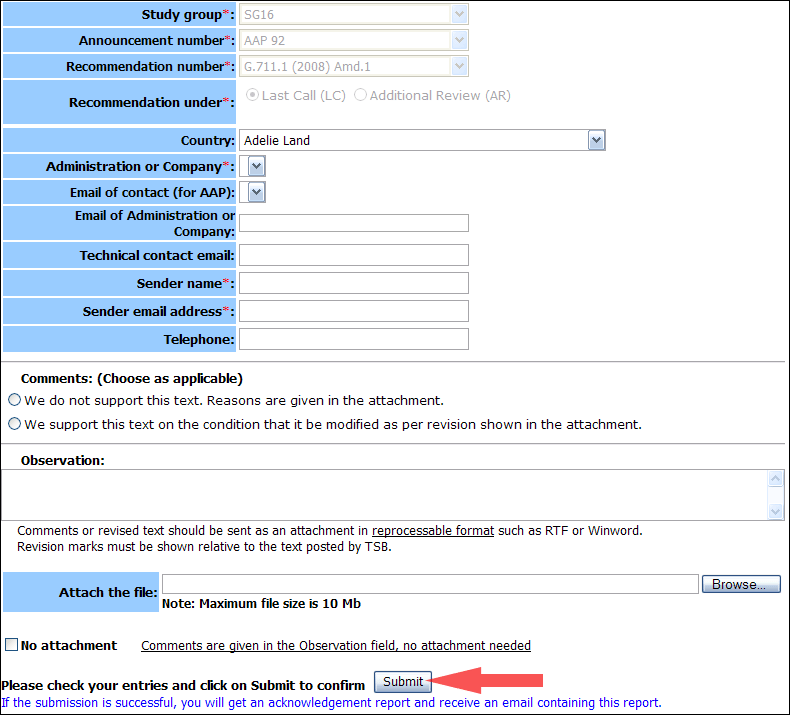 Study group*: SG16
Announcement number*: AAP 92
Recommendation number*: G.711.1 (2008) Amd.1
Recommendation under*: Last Call (LC) Additional Review (AR)
Country: Adelie Land
Administration or Company*:
Email of contact (for AAP):
Email of Administration or
Company:
Technical contact email:
Sender name*:
Sender email address*:
Telephone:
Comments: (Choose as applicable)
We do not support this text. Reasons are given in the attachment.
We support this text on the condition that it be modified as per revision shown in the attachment.
Observation:
Comments or revised text should be sent as an attachment in reprocessable format such as RTF or Winword.
Revision marks must be shown relative to the text posted by TSB.
Attach the file: Browse...
Note: Maximum file size is 10 Mb
No attachment Comments are given in the Observation field, no attachment needed
Please check your entries and click on Submit to confirm Submit
If the submission is successful, you will get an acknowledgement report and receive an email containing this report.